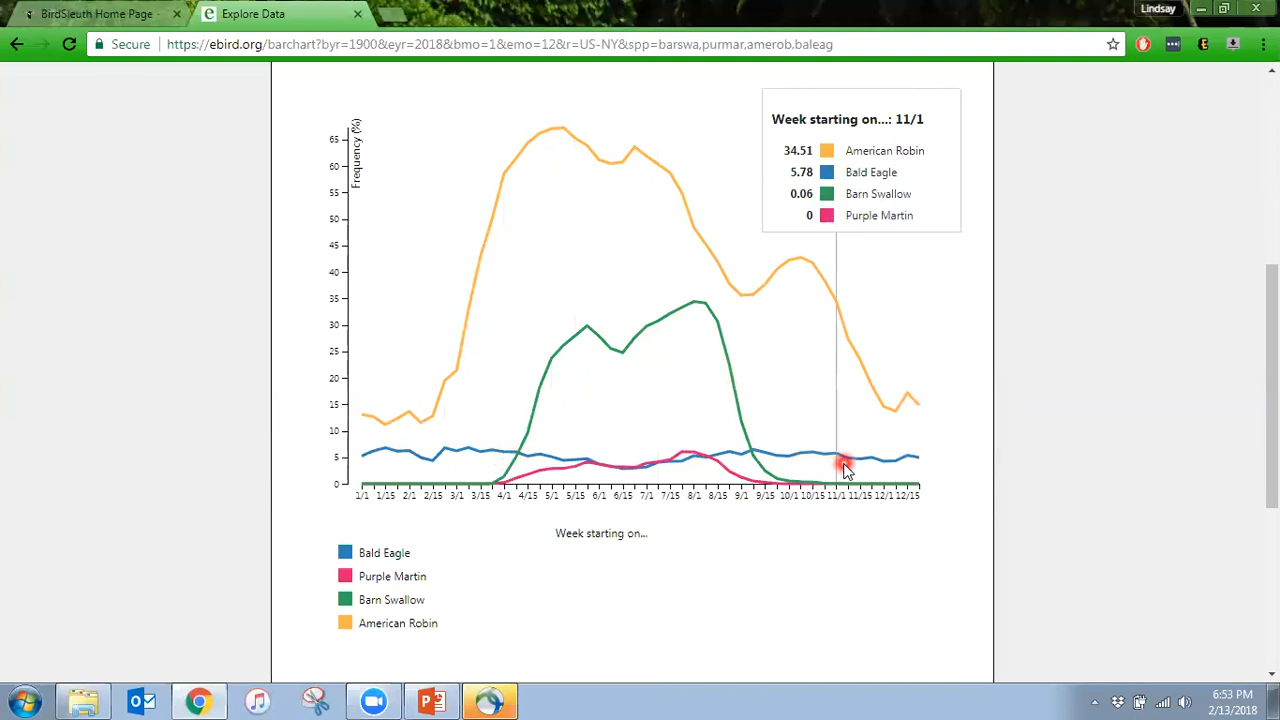 Lindsay
BirdSleuth Home Page -
Explore Data
Secure
https://ebird.org/barchart?byr=1900&eyr=2018&bmo=1&emo=12&r=US-NY&spp=barswa,purmar,amerob,baleag
Frequency (%)
65
60
55
50
45
40
35
30
25
20
15
10
5
0
Week starting on...: 11/1
34.51 American Robin
5.78 Bald Eagle
0.06 Barn Swallow
0 Purple Martin
1/1 1/15 2/1 2/15 3/1 3/15 4/1 4/15 5/1 5/15 6/1 6/15 7/1 7/15 8/1 8/15 9/1 9/15 10/1 10/15 11/1 11/15 12/1 12/15
Week starting on...
Bald Eagle
Purple Martin
Barn Swallow
American Robin
6:53 PM
2/13/2018